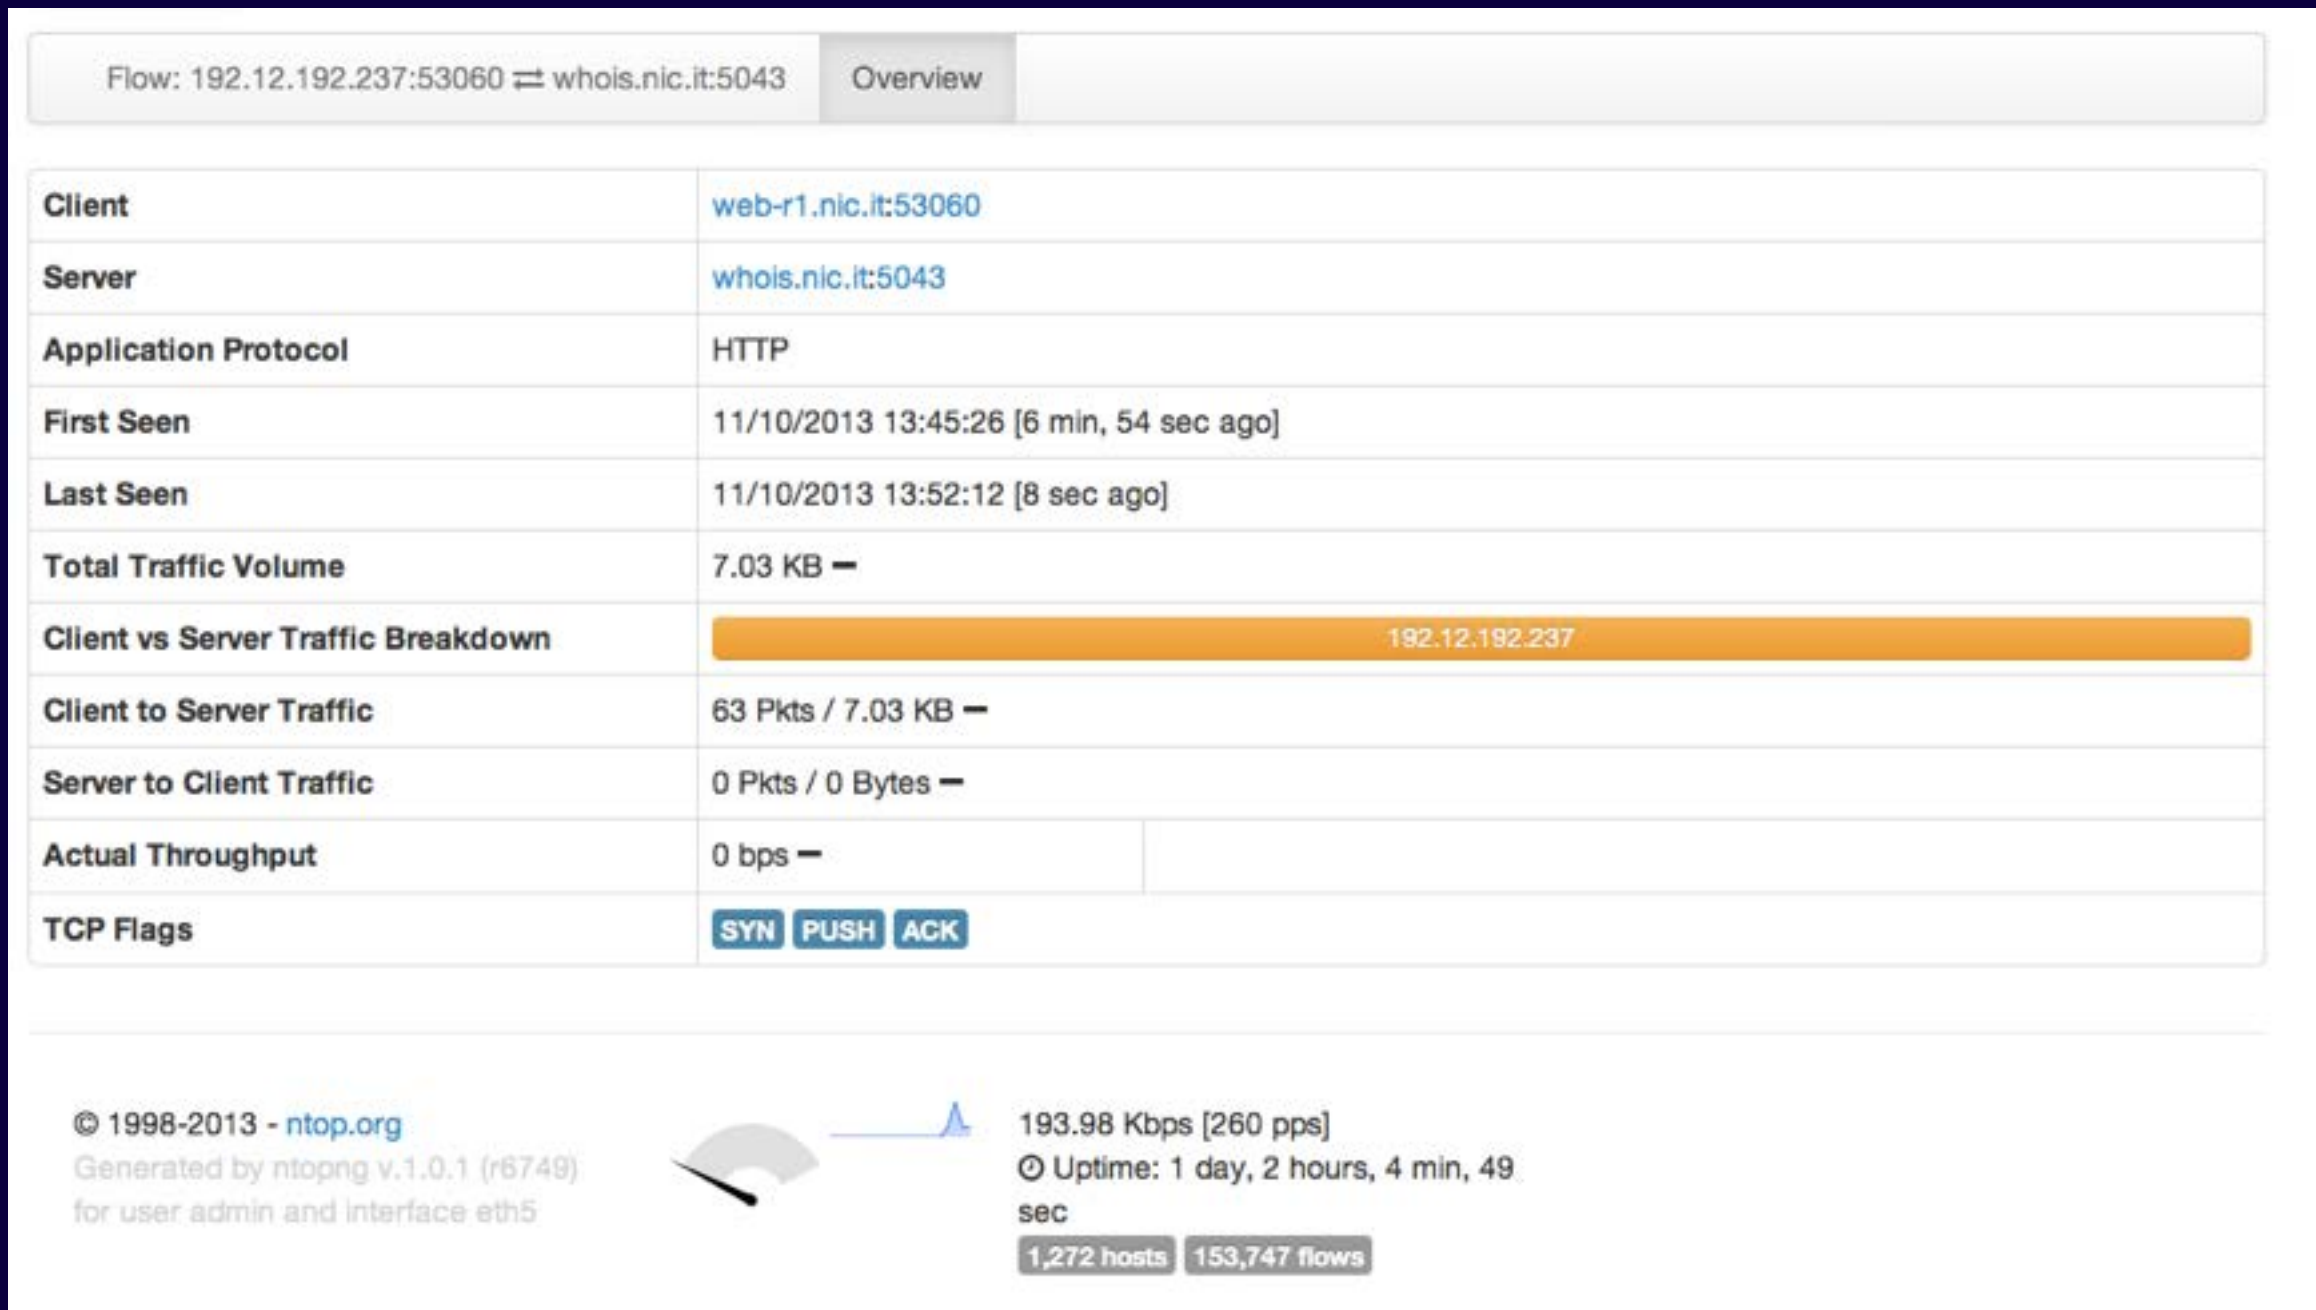 Flow: 192.12.192.237:53060 ⇄ whois.nic.it:5043 Overview
Client web-r1.nic.it:53060
Server whois.nic.it:5043
Application Protocol HTTP
First Seen 11/10/2013 13:45:26 [6 min, 54 sec ago]
Last Seen 11/10/2013 13:52:12 [8 sec ago]
Total Traffic Volume 7.03 KB
Client vs Server Traffic Breakdown 192.12.192.237
Client to Server Traffic 63 Pkts / 7.03 KB
Server to Client Traffic 0 Pkts / 0 Bytes
Actual Throughput 0 bps
TCP Flags SYN PUSH ACK
© 1998-2013 - ntop.org
Generated by ntopng v.1.0.1 (r6749)
for user admin and interface eth5
193.98 Kbps [260 pps]
Uptime: 1 day, 2 hours, 4 min, 49
sec
1,272 hosts 153,747 flows